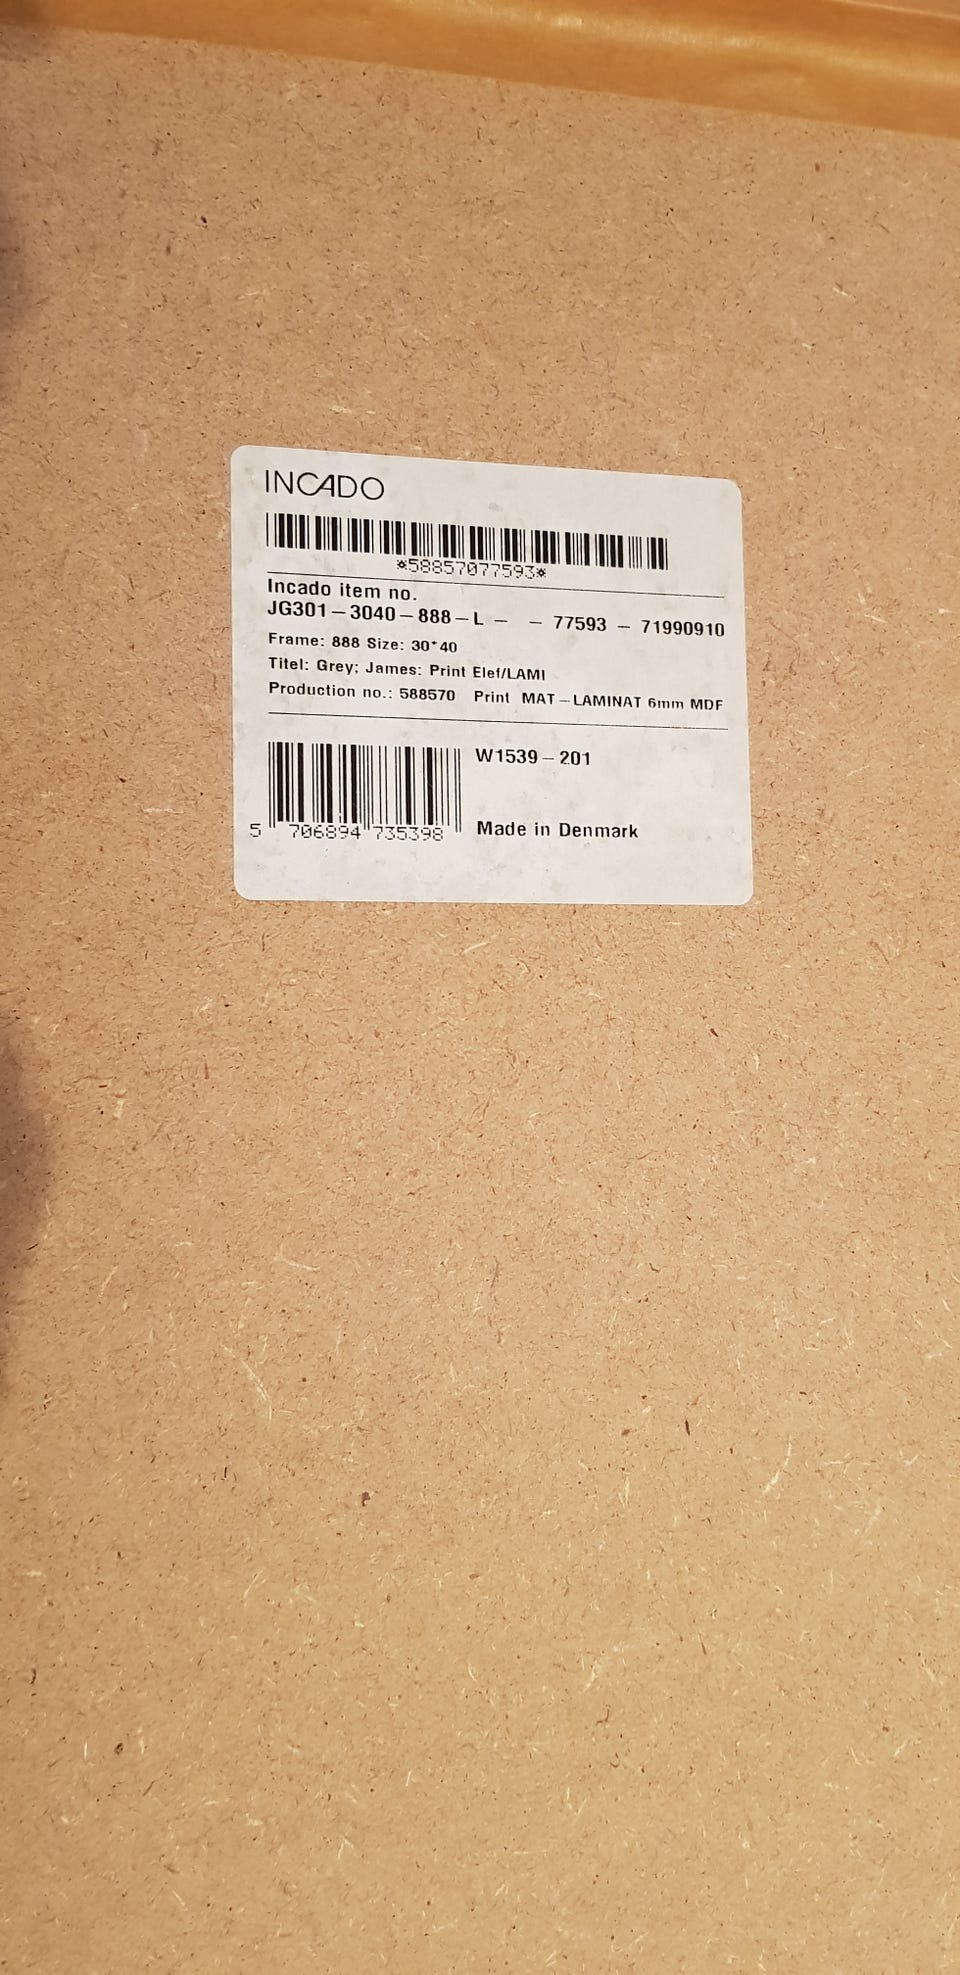 INCADO
*58857077593*
Incado item no.
JG301-3040-888-L - - 77593 - 71990910
Frame: 888 Size: 30*40
Titel: Grey; James: Print Elef/LAMI
Production no.: 588570 Print MAT-LAMINAT 6mm MDF
W1539-201
5 706894 735398
Made in Denmark